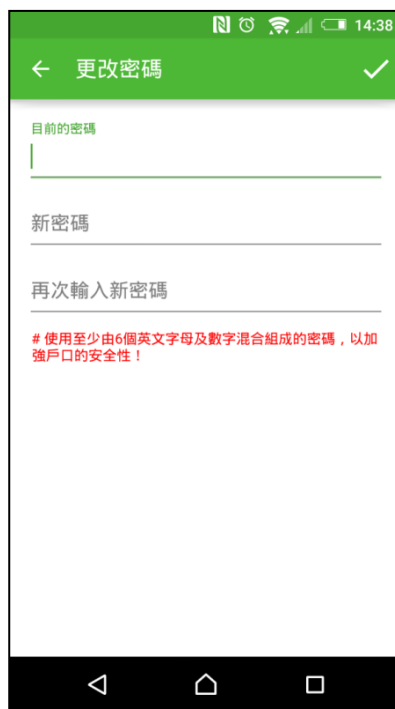 14:38
更改密碼
目前的密碼
新密碼
再次輸入新密碼
# 使用至少由6個英文字母及數字混合組成的密碼，以加
強戶口的安全性！